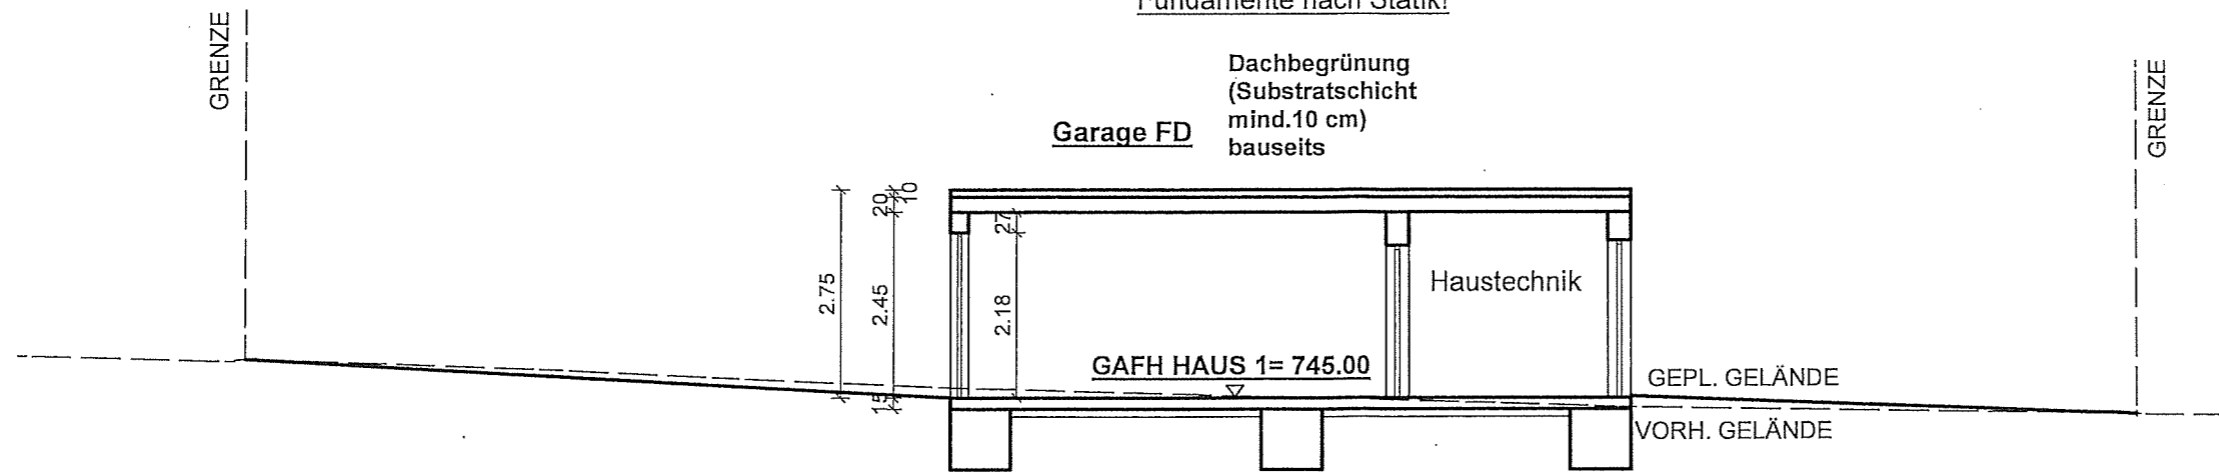 Fundamente nach Statik!
GRENZE
Dachbegrünung
(Substratschicht
mind.10 cm)
bauseits
Garage FD
GRENZE
10
20
27
2.75
2.45
2.18
Haustechnik
GAFH HAUS 1= 745.00
15
GEPL. GELÄNDE
VORH. GELÄNDE